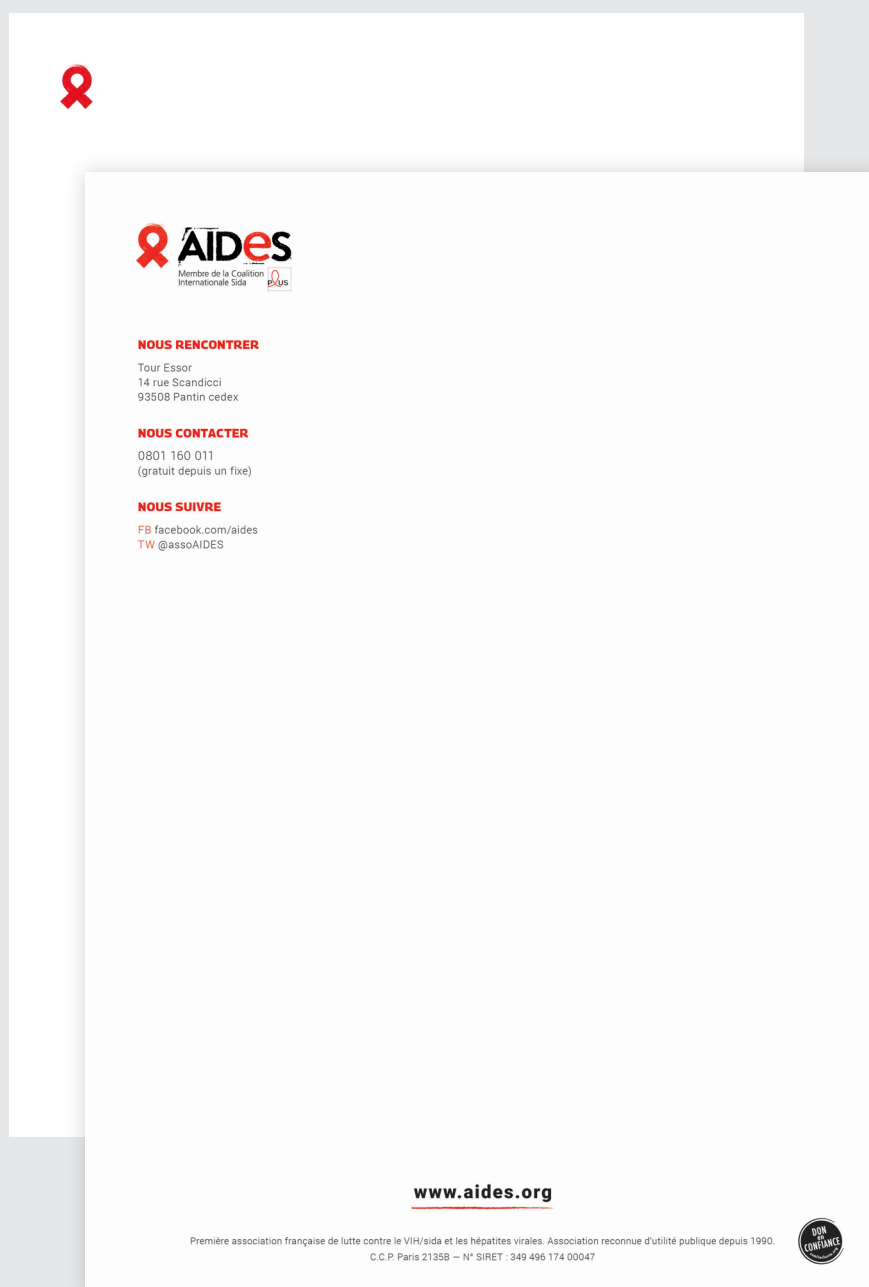 AIDeS
Membre de la Coalition
Internationale Sida
PLUS
NOUS RENCONTRER
Tour Essor
14 rue Scandicci
93508 Pantin cedex
NOUS CONTACTER
0801 160 011
(gratuit depuis un fixe)
NOUS SUIVRE
FB facebook.com/aides
TW @assoAIDES
www.aides.org
Première association française de lutte contre le VIH/sida et les hépatites virales. Association reconnue d'utilité publique depuis 1990.
C.C.P. Paris 2135B — N° SIRET : 349 496 174 00047
DON
en
CONFIANCE